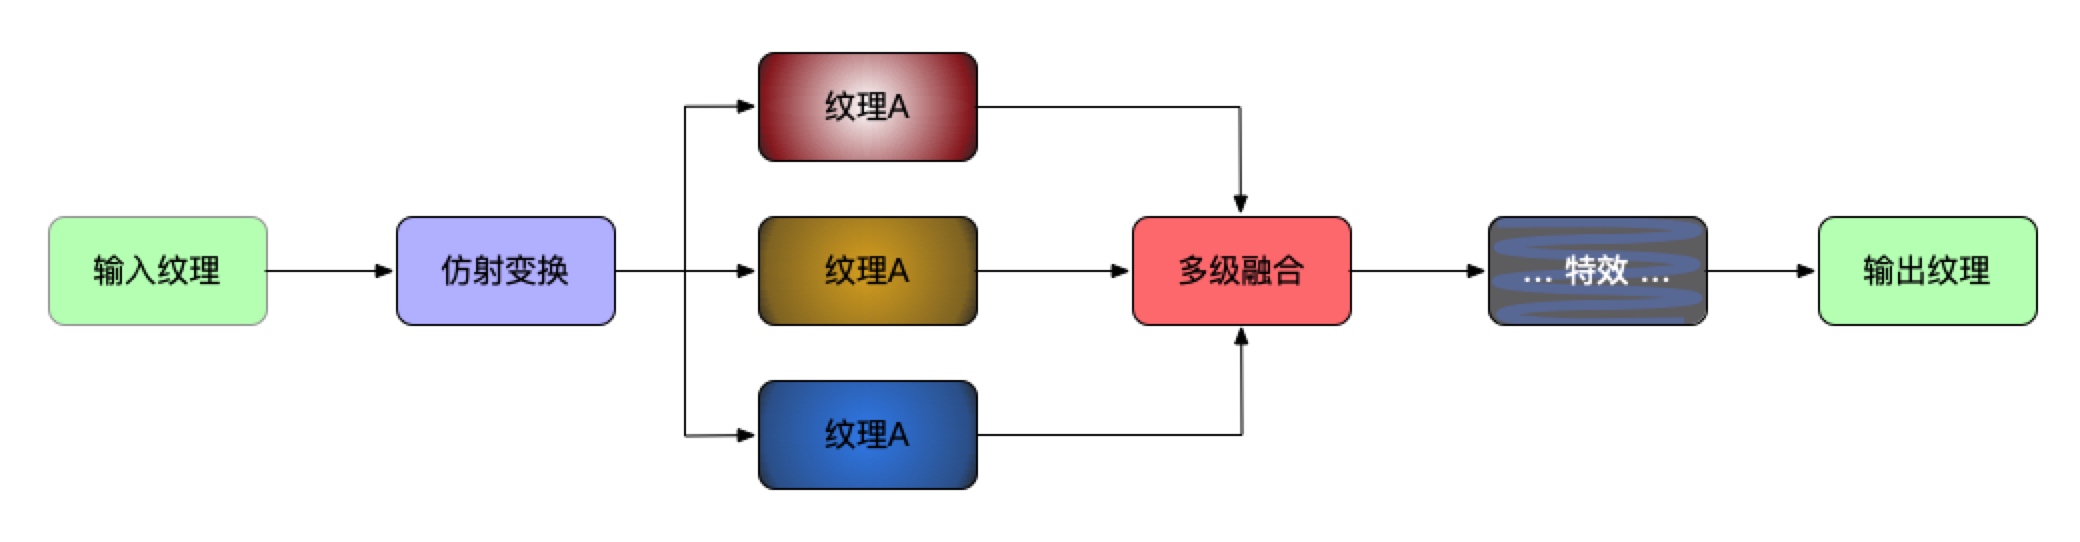 输入纹理
仿射变换
纹理A
纹理A
纹理A
多级融合
... 特效 ...
输出纹理